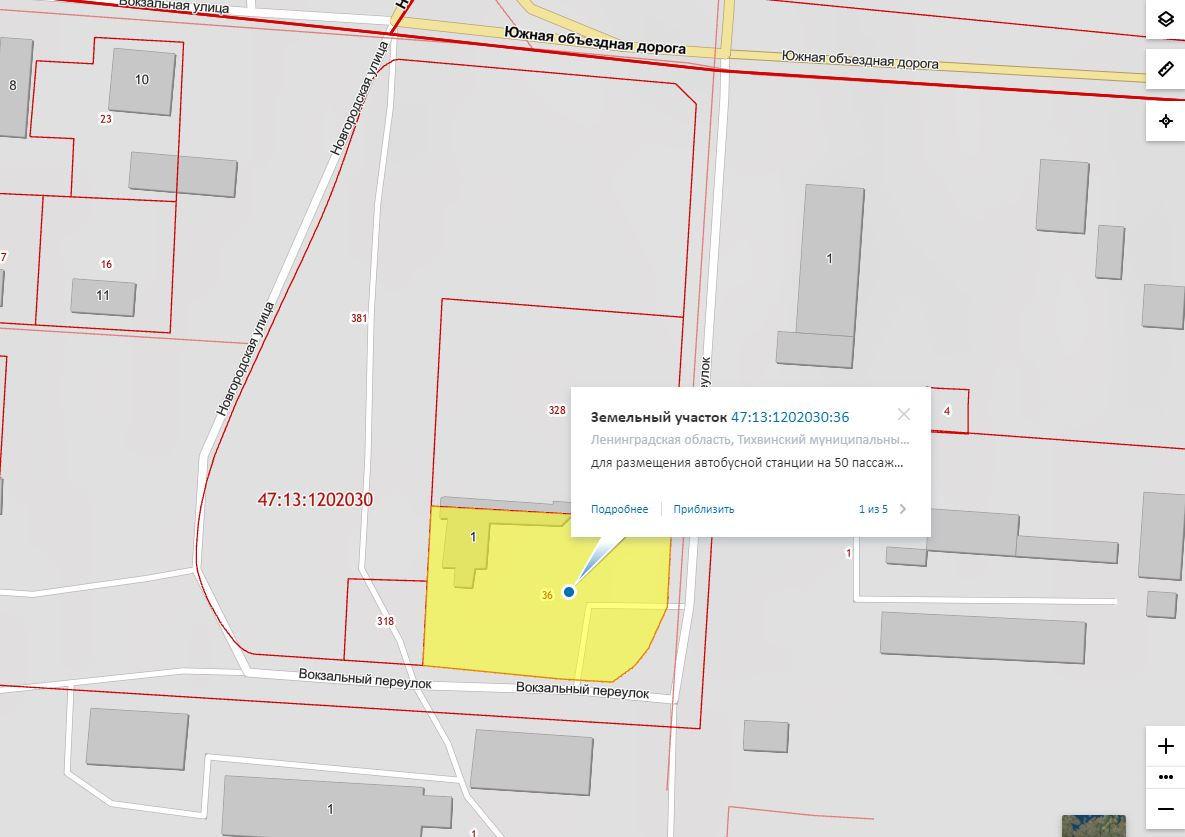 Вокзальная улица
Южная объездная дорога
Южная объездная дорога
8
10
23
Новгородская улица
7
16
11
1
381
Новгородская улица
328
4
Земельный участок 47:13:1202030:36
Ленинградская область, Тихвинский муниципальны...
для размещения автобусной станции на 50 пассаж...
Подробнее
Приблизить
1 из 5
47:13:1202030
1
1
36
318
Вокзальный переулок
Вокзальный переулок
1
1